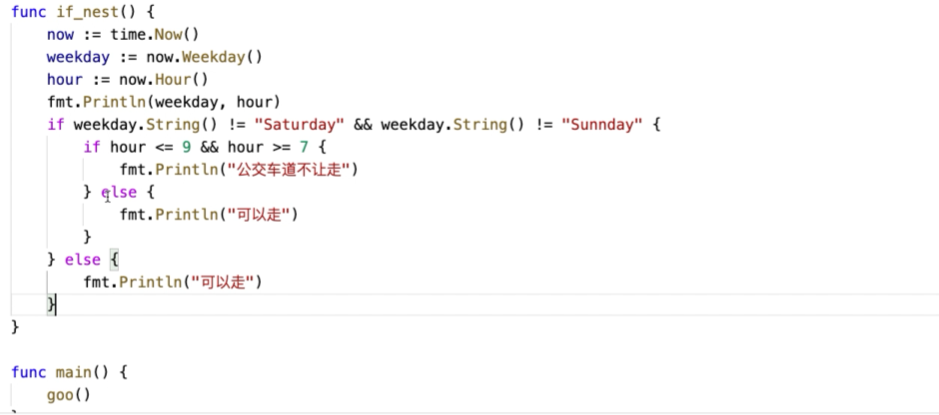 func if_nest() {
    now := time.Now()
    weekday := now.Weekday()
    hour := now.Hour()
    fmt.Println(weekday, hour)
    if weekday.String() != "Saturday" && weekday.String() != "Sunnday" {
        if hour <= 9 && hour >= 7 {
            fmt.Println("公交车道不让走")
        } else {
            fmt.Println("可以走")
        }
    } else {
        fmt.Println("可以走")
    }
}

func main() {
    goo()